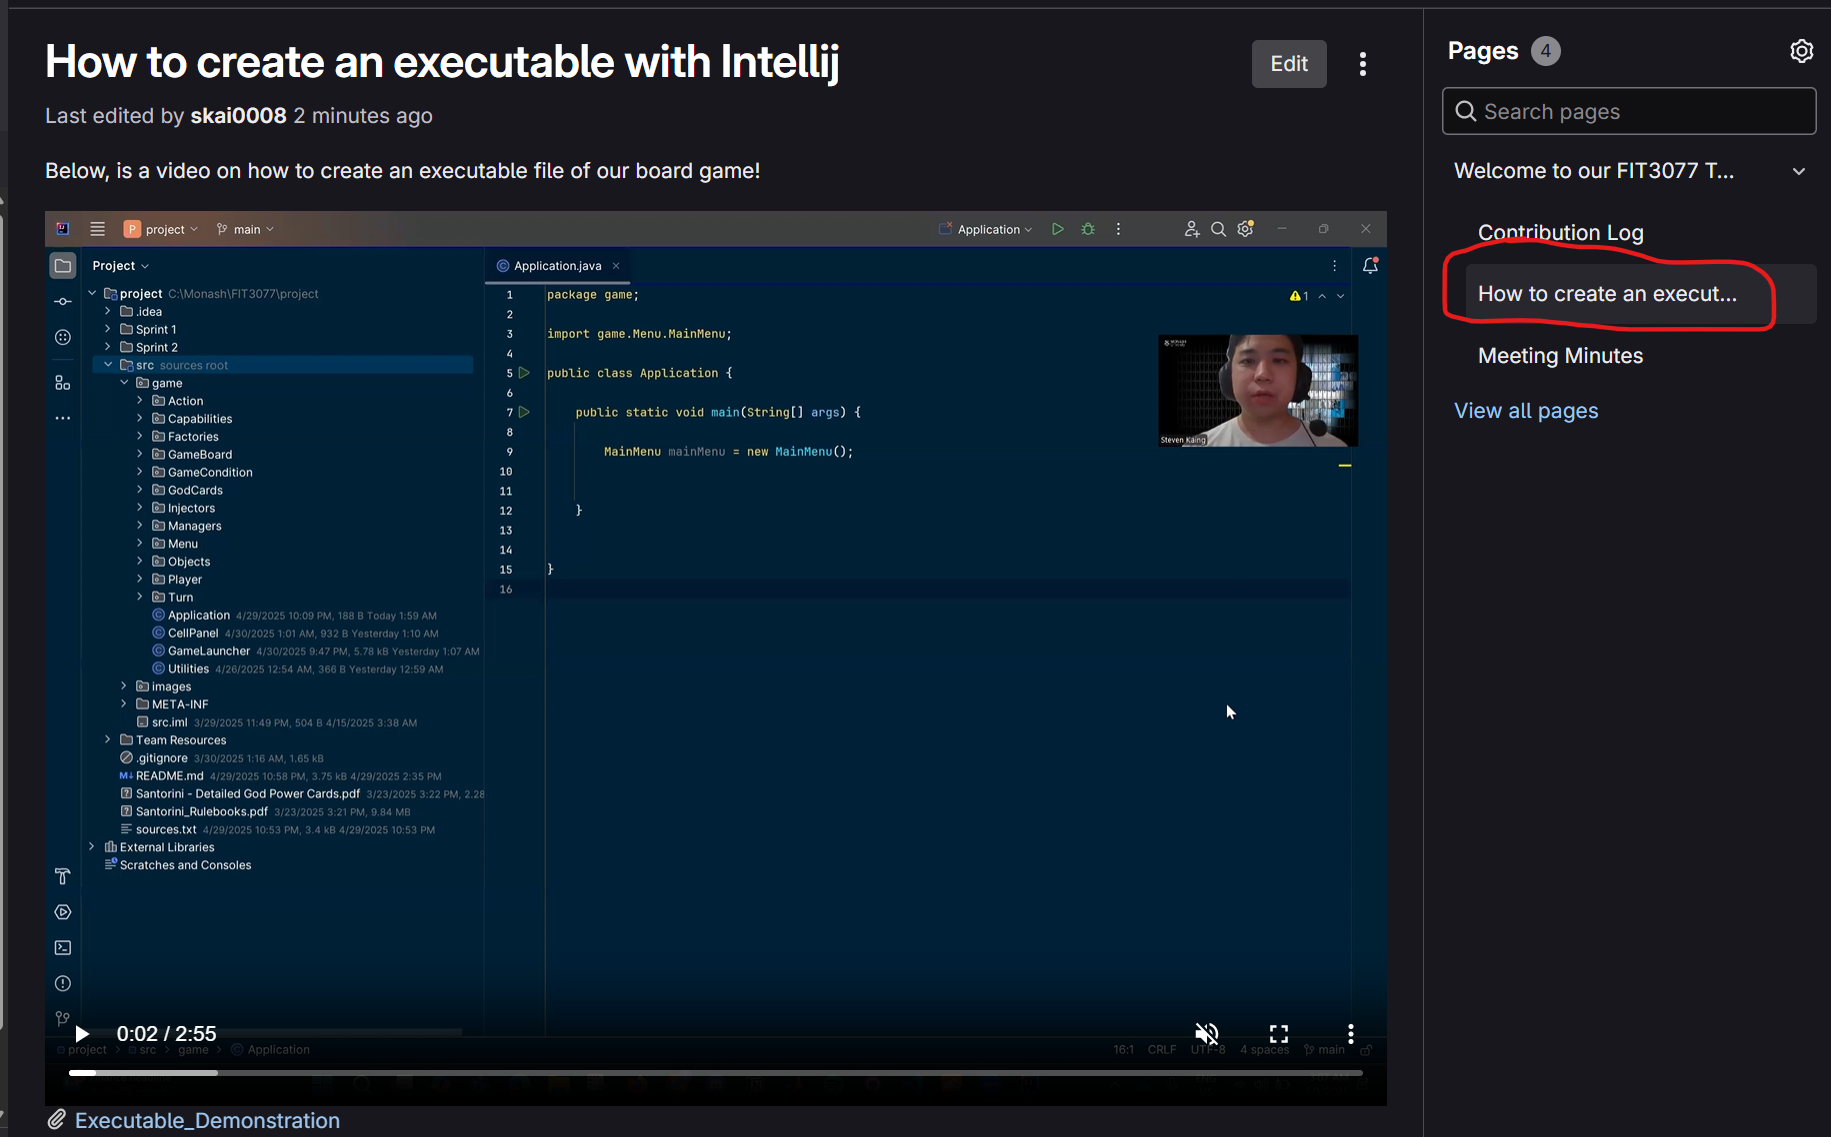 How to create an executable with Intellij
Edit
Last edited by skai0008 2 minutes ago
Below, is a video on how to create an executable file of our board game!
P project main
Application
Project
Application.java
project C:\Monash\FIT3077\project
.idea
Sprint 1
Sprint 2
src sources root
game
Action
Capabilities
Factories
GameBoard
GameCondition
GodCards
Injectors
Managers
Menu
Objects
Player
Turn
Application 4/29/2025 10:09 PM, 188 B Today 1:59 AM
CellPanel 4/30/2025 1:01 AM, 932 B Yesterday 1:10 AM
GameLauncher 4/30/2025 9:47 PM, 5.78 kB Yesterday 1:07 AM
Utilities 4/26/2025 12:54 AM, 366 B Yesterday 12:59 AM
images
META-INF
src.iml 3/29/2025 11:49 PM, 504 B 4/15/2025 3:38 AM
Team Resources
.gitignore 3/30/2025 1:16 AM, 1.65 kB
README.md 4/29/2025 10:58 PM, 3.75 kB 4/29/2025 2:35 PM
Santorini - Detailed God Power Cards.pdf 3/23/2025 3:22 PM, 2.28
Santorini_Rulebooks.pdf 3/23/2025 3:21 PM, 9.84 MB
sources.txt 4/29/2025 10:53 PM, 3.4 kB 4/29/2025 10:53 PM
External Libraries
Scratches and Consoles
1 package game;
2
3 import game.Menu.MainMenu;
4
5 public class Application {
6
7 public static void main(String[] args) {
8
9 MainMenu mainMenu = new MainMenu();
10
11
12 }
13
14
15 }
16
1
Steven Kaing
0:02 / 2:55
project > src > game > Application
16:1 CRLF UTF-8 4 spaces main
Executable_Demonstration
Pages 4
Search pages
Welcome to our FIT3077 T...
Contribution Log
How to create an execut...
Meeting Minutes
View all pages